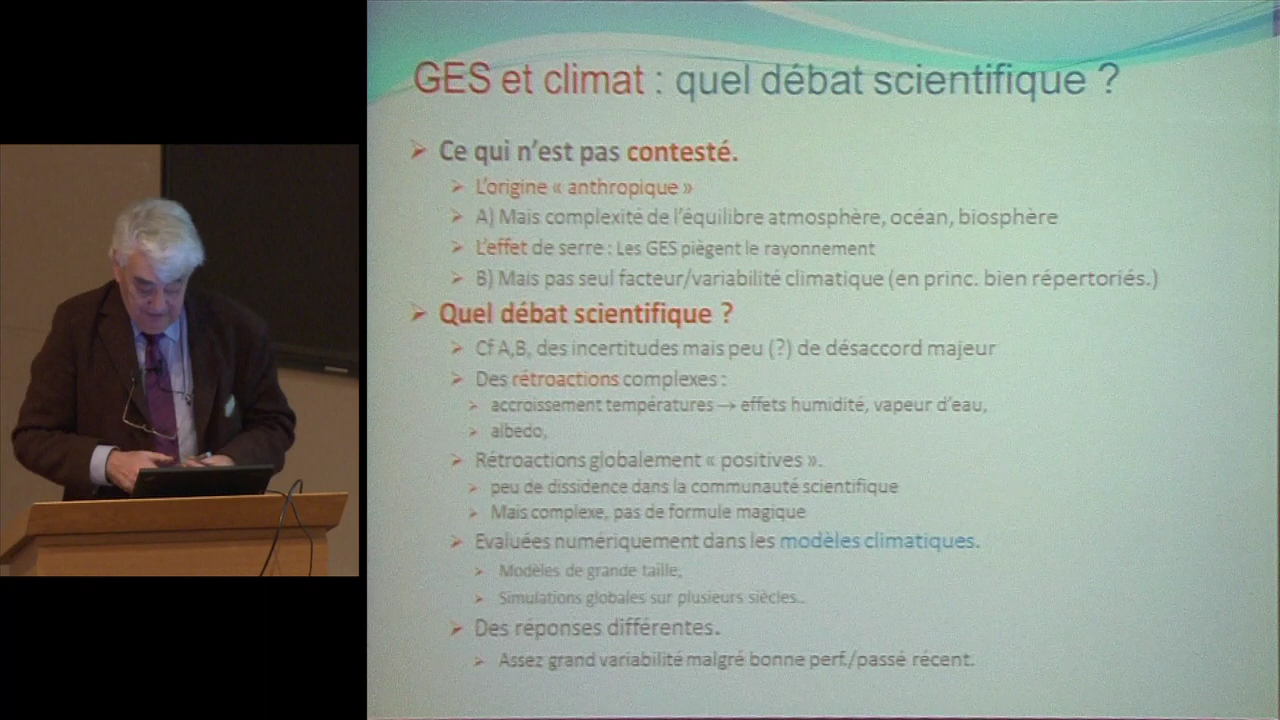 GES et climat : quel débat scientifique ?
Ce qui n'est pas contesté.
L'origine « anthropique »
A) Mais complexité de l'équilibre atmosphère, océan, biosphère
L'effet de serre : Les GES piègent le rayonnement
B) Mais pas seul facteur/variabilité climatique (en princ. bien répertoriés.)
Quel débat scientifique ?
Cf A,B, des incertitudes mais peu (?) de désaccord majeur
Des rétroactions complexes :
accroissement températures → effets humidité, vapeur d'eau,
albedo,
Rétroactions globalement « positives ».
peu de dissidence dans la communauté scientifique
Mais complexe, pas de formule magique
Evaluées numériquement dans les modèles climatiques.
Modèles de grande taille,
Simulations globales sur plusieurs siècles..
Des réponses différentes.
Assez grand variabilité malgré bonne perf./passé récent.